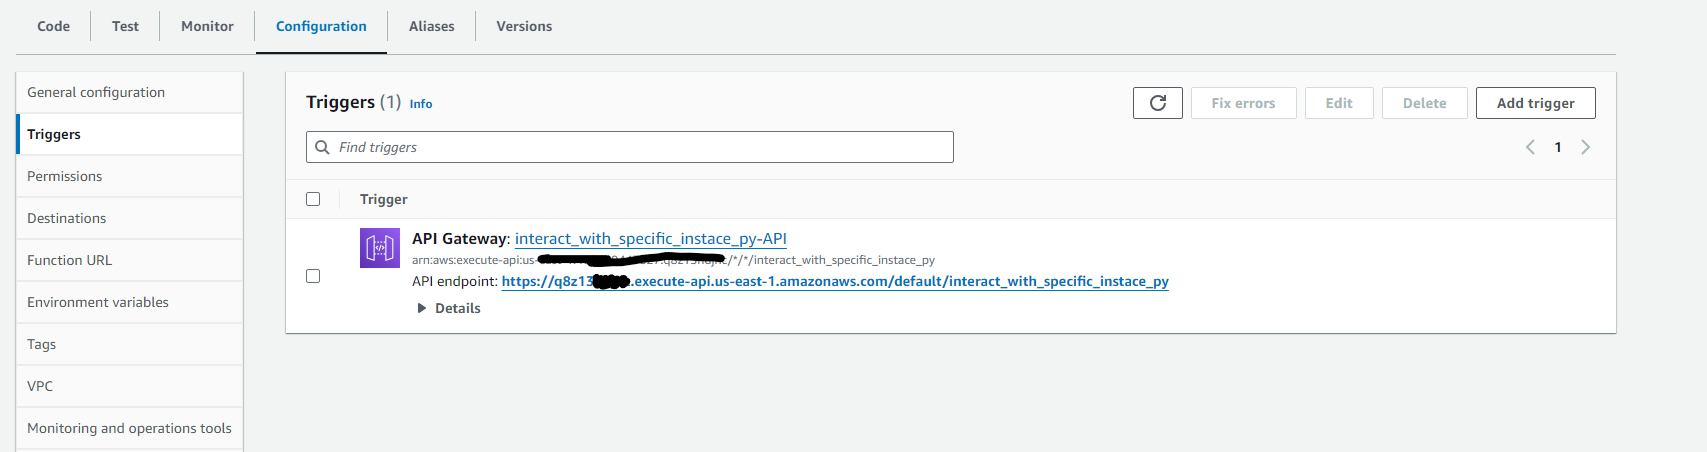 Code Test Monitor Configuration Aliases Versions
General configuration
Triggers
Permissions
Destinations
Function URL
Environment variables
Tags
VPC
Monitoring and operations tools
Triggers (1) Info
Fix errors Edit Delete Add trigger
Find triggers
1
Trigger
API Gateway: interact_with_specific_instace_py-API
arn:aws:execute-api:us- /*/*/interact_with_specific_instace_py
API endpoint: https://q8z13 .execute-api.us-east-1.amazonaws.com/default/interact_with_specific_instace_py
Details